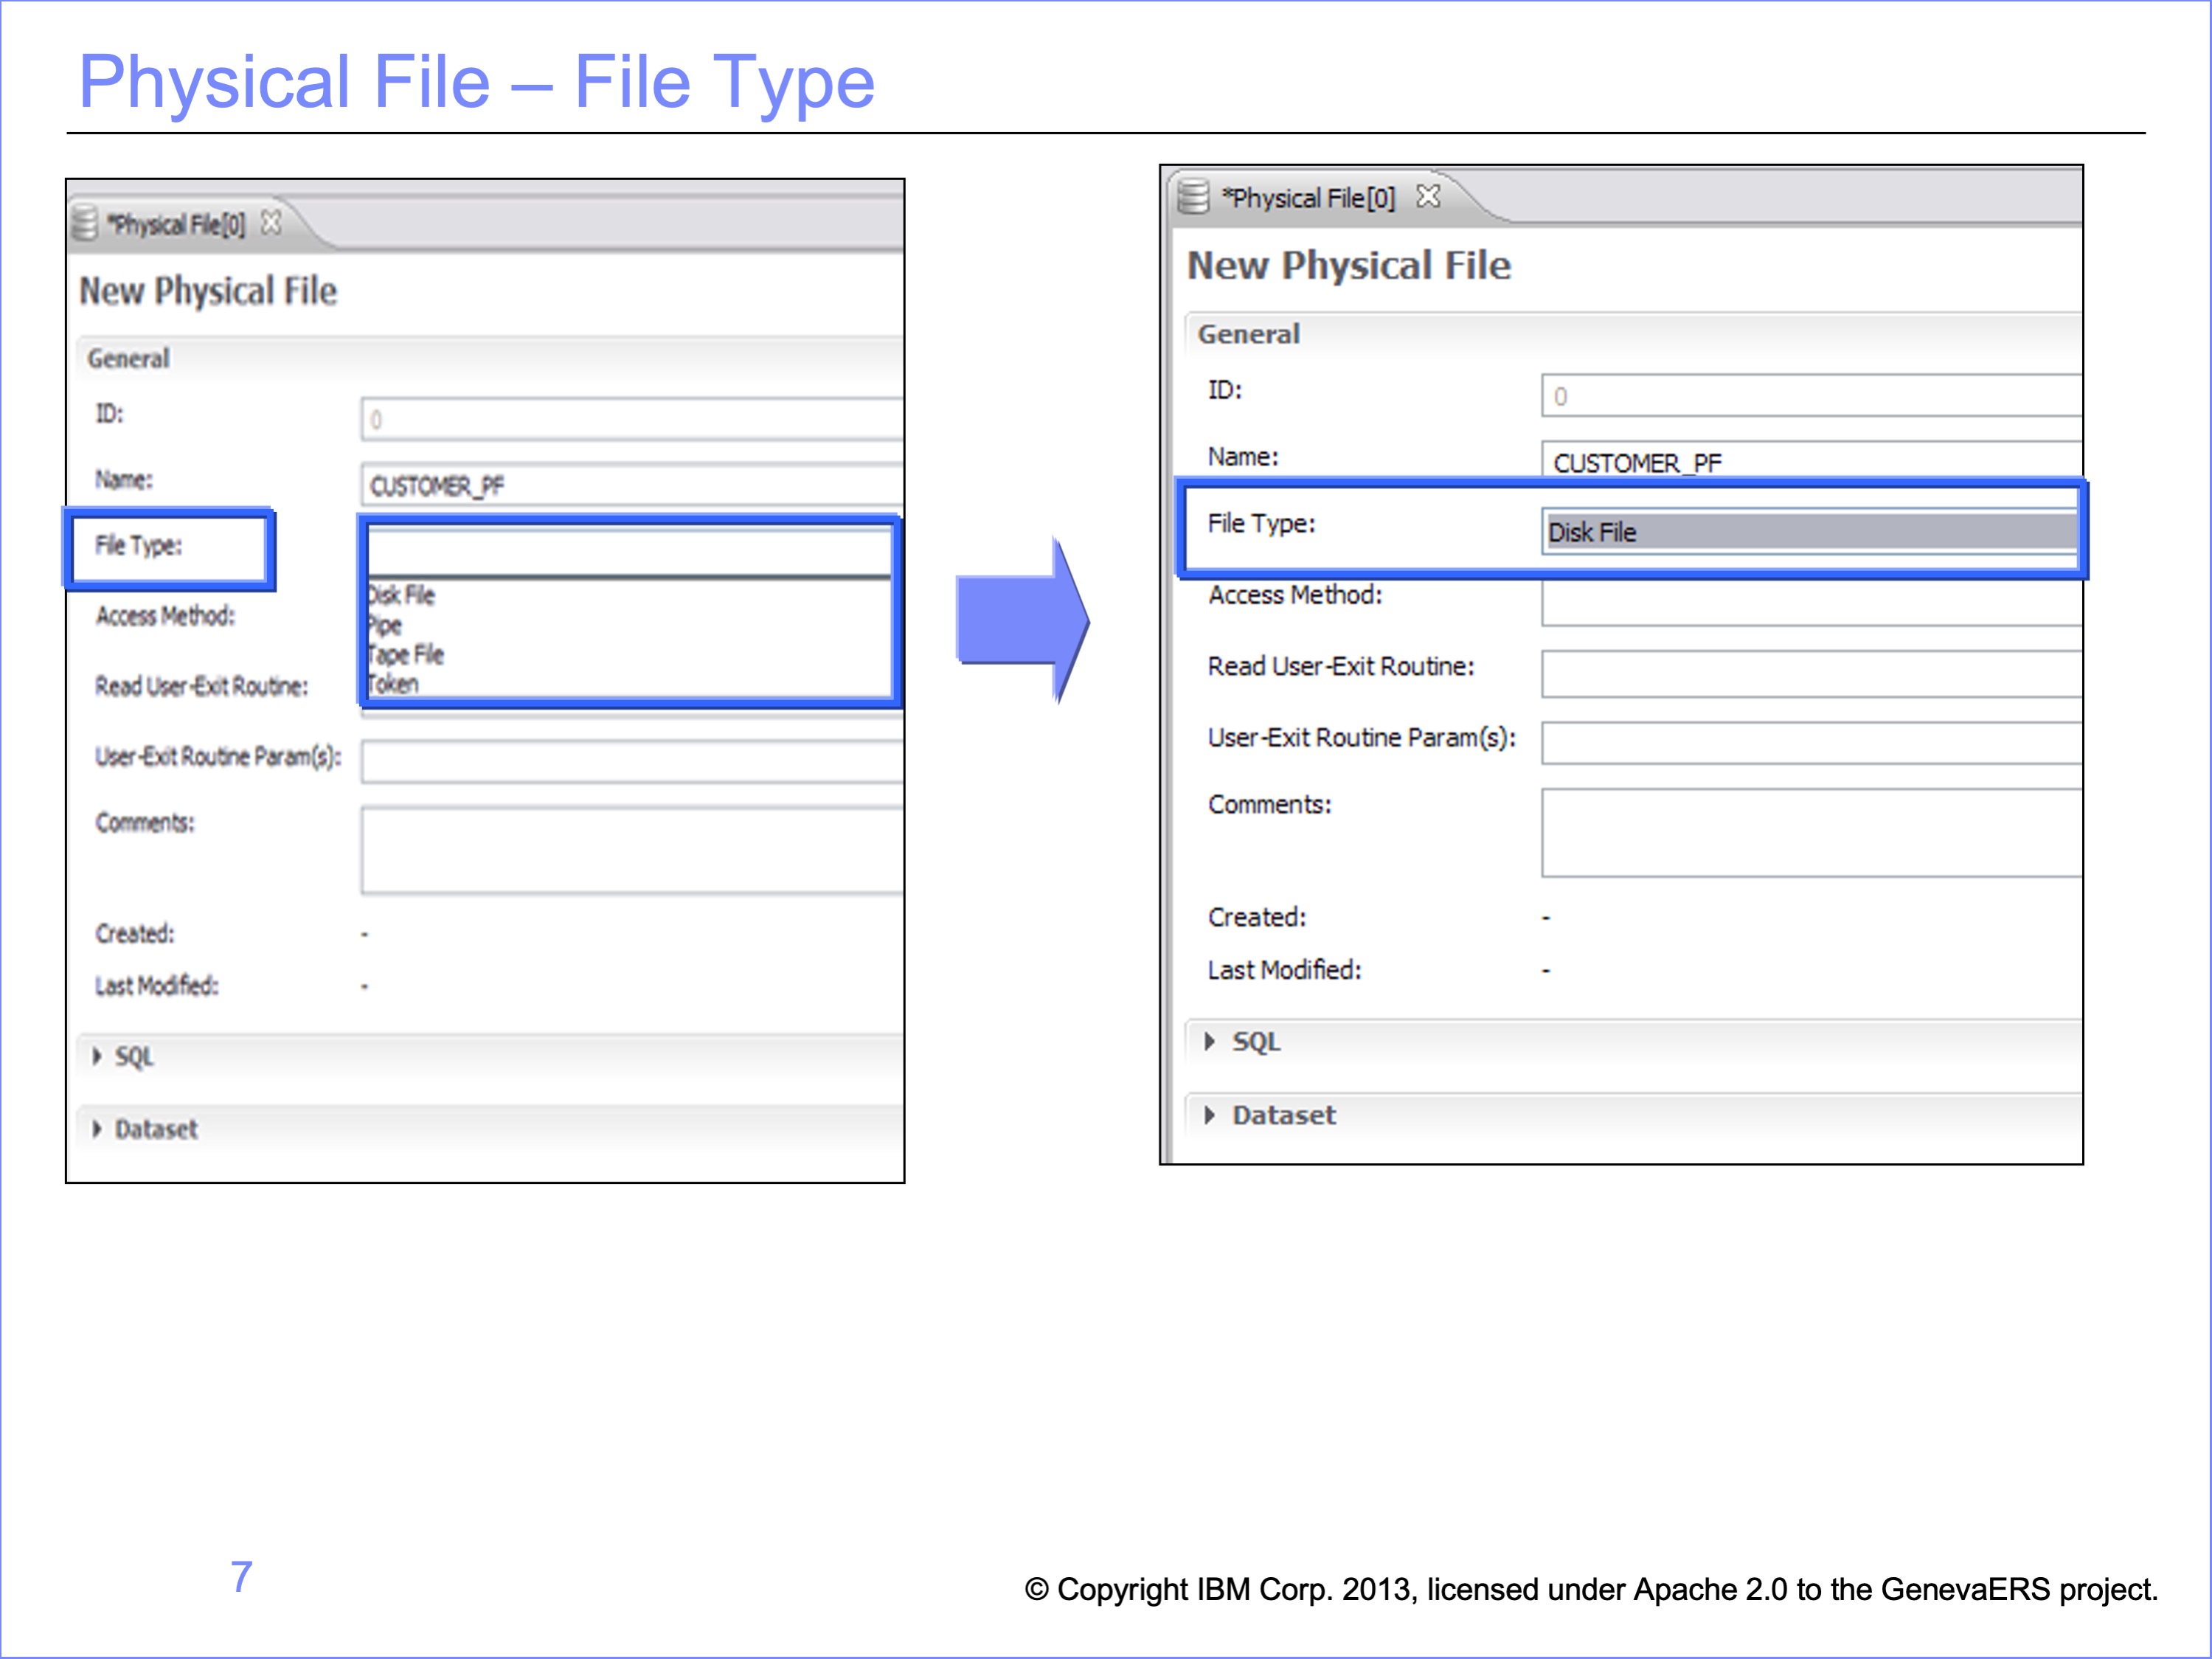 Physical File – File Type
*Physical File[0]
New Physical File
General
ID: 0
Name: CUSTOMER_PF
File Type:
Disk File
Pipe
Tape File
Token
Access Method:
Read User-Exit Routine:
User-Exit Routine Param(s):
Comments:
Created: -
Last Modified: -
SQL
Dataset
*Physical File[0]
New Physical File
General
ID: 0
Name: CUSTOMER_PF
File Type: Disk File
Access Method:
Read User-Exit Routine:
User-Exit Routine Param(s):
Comments:
Created: -
Last Modified: -
SQL
Dataset
7
© Copyright IBM Corp. 2013, licensed under Apache 2.0 to the GenevaERS project.